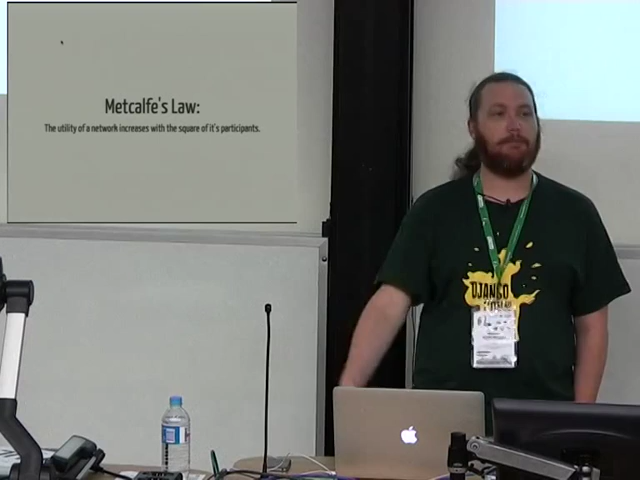 Metcalfe's Law:
The utility of a network increases with the square of it's participants.
DJANGO